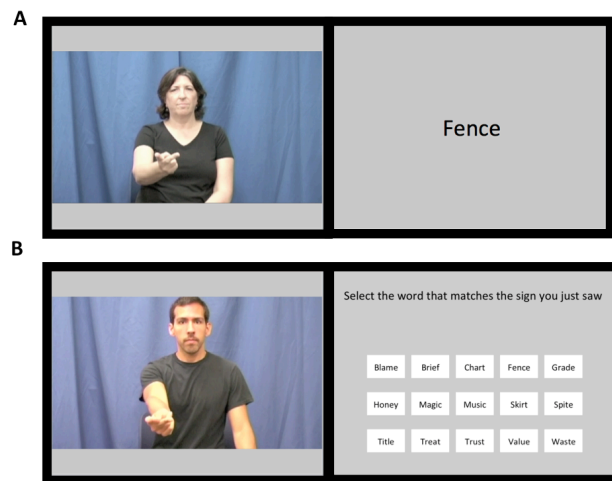 A
Fence
B
Select the word that matches the sign you just saw
Blame Brief Chart Fence Grade
Honey Magic Music Skirt Spite
Title Treat Trust Value Waste